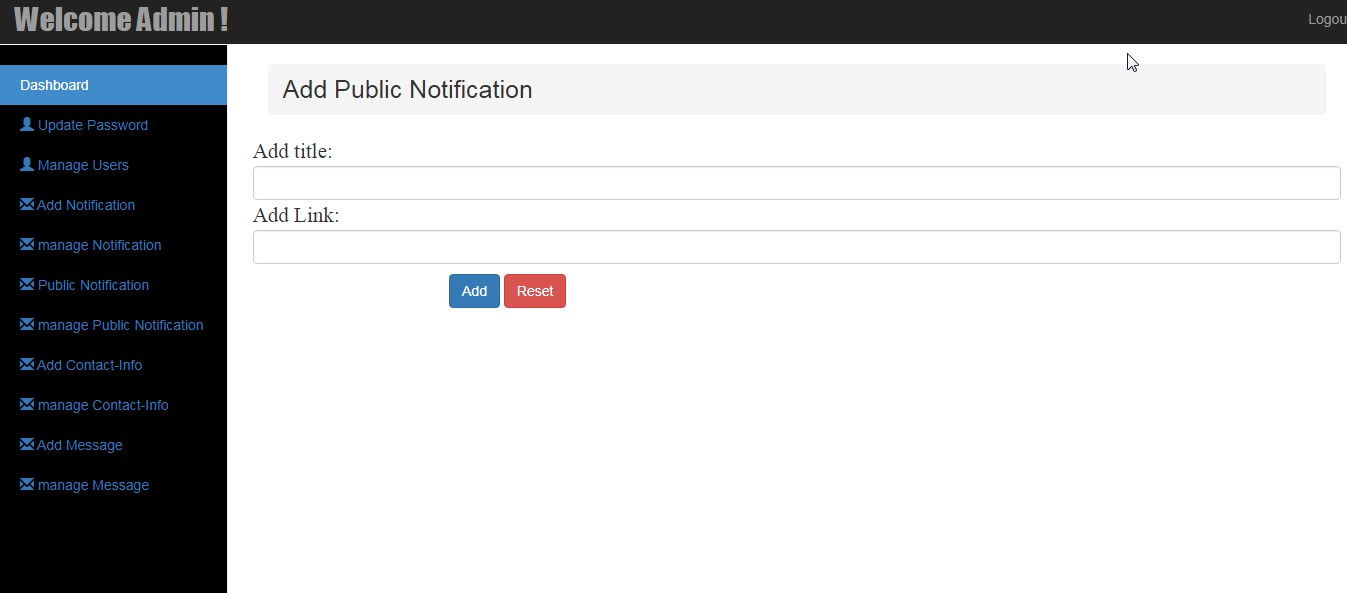 Welcome Admin !
Logou
Dashboard
Update Password
Manage Users
Add Notification
manage Notification
Public Notification
manage Public Notification
Add Contact-Info
manage Contact-Info
Add Message
manage Message
Add Public Notification
Add title:
Add Link:
Add Reset